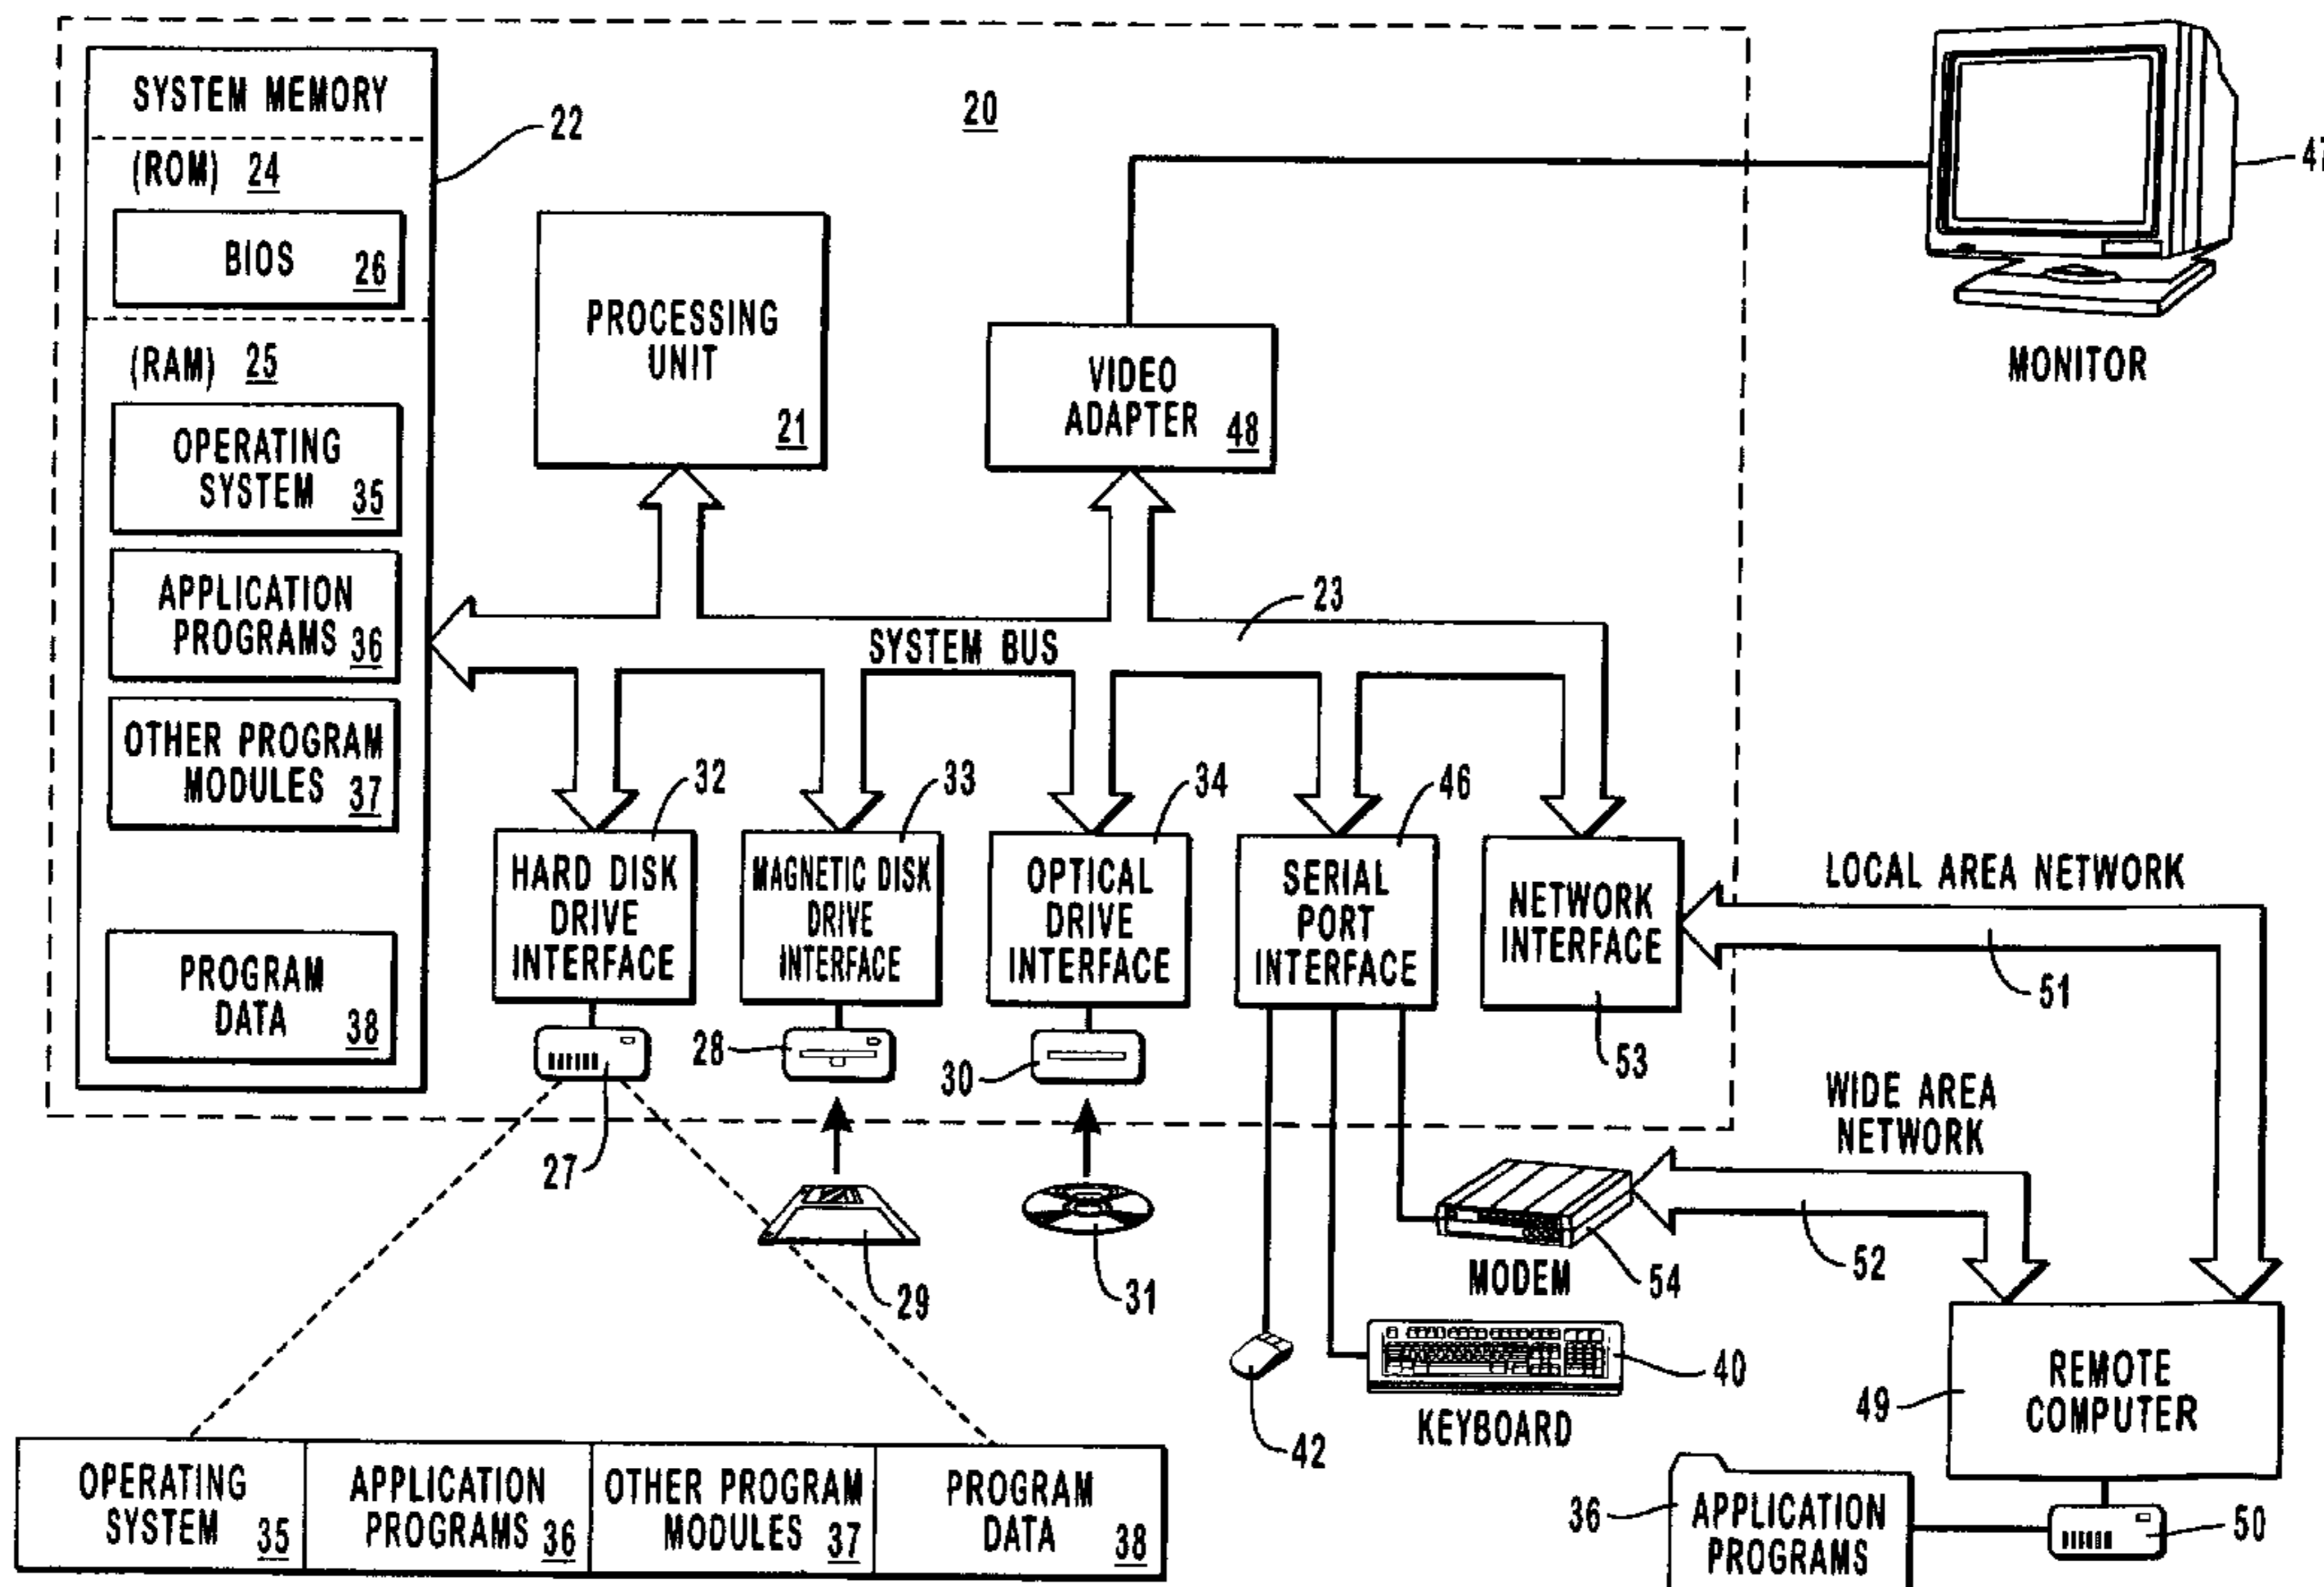 SYSTEM MEMORY
22
(ROM) 24
BIOS 26
(RAM) 25
OPERATING
SYSTEM 35
APPLICATION
PROGRAMS 36
OTHER PROGRAM
MODULES 37
PROGRAM
DATA 38
20
PROCESSING
UNIT
21
VIDEO
ADAPTER 48
47
MONITOR
23
SYSTEM BUS
32
HARD DISK
DRIVE
INTERFACE
33
MAGNETIC DISK
DRIVE
INTERFACE
34
OPTICAL
DRIVE
INTERFACE
46
SERIAL
PORT
INTERFACE
NETWORK
INTERFACE
53
LOCAL AREA NETWORK
51
27
28
30
29
31
WIDE AREA
NETWORK
52
MODEM
54
42
40
KEYBOARD
49
REMOTE
COMPUTER
50
36
APPLICATION
PROGRAMS
OPERATING
SYSTEM 35
APPLICATION
PROGRAMS 36
OTHER PROGRAM
MODULES 37
PROGRAM
DATA 38